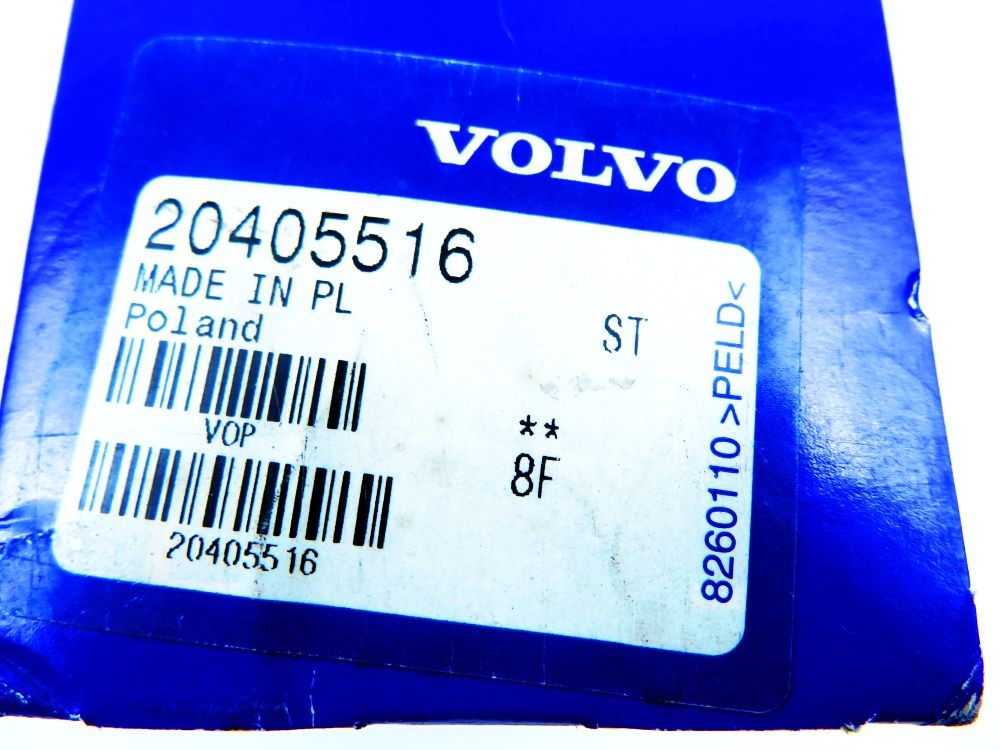 VOLVO
20405516
MADE IN PL
Poland
ST
VOP
**
8F
20405516
8260110 >PELD<